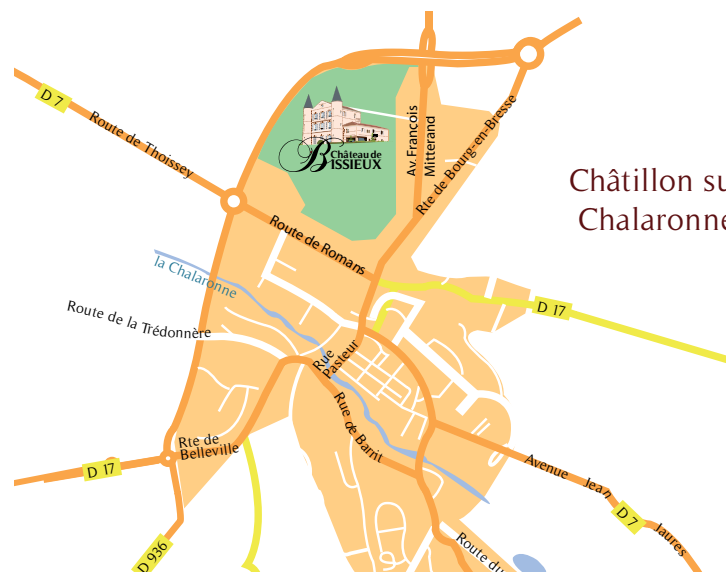 D 7
Route de Thoissey
Château de
BISSIEUX
Av. François
Mitterand
Rte de Bourg-en-Bresse
Châtillon su
Chalaronne
Route de Romans
la Chalaronne
Route de la Trédonnère
D 17
Rue
Pasteur
Rue de Barrit
Rte de
Belleville
D 17
Avenue Jean Jaures
D 7
D 936
Route du